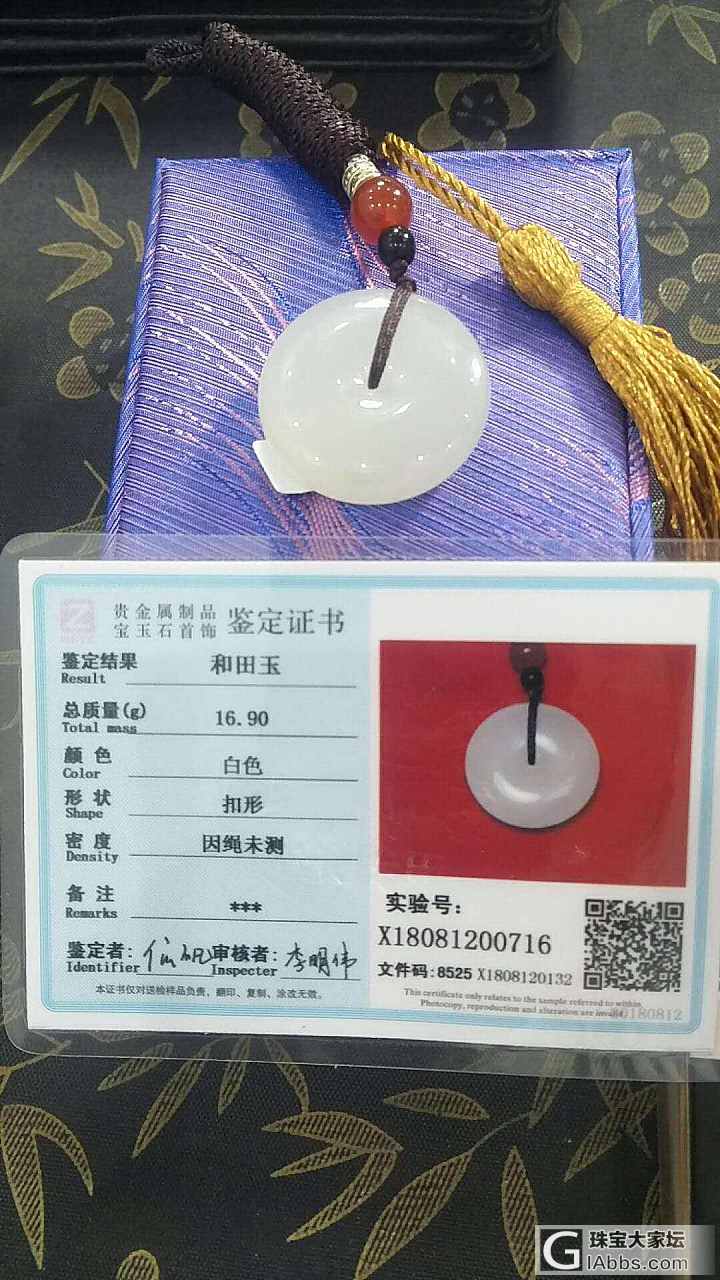 贵金属制品
宝玉石首饰 鉴定证书
鉴定结果 和田玉
Result
总质量(g) 16.90
Total mass
颜色 白色
Color
形状 扣形
Shape
密度 因绳未测
Density
备注 ***
Remarks
鉴定者: 审核者: 李明伟
Identifier Inspecter
本证书仅对送检样品负责，翻印、复制、涂改无效。
实验号:
X18081200716
文件码:8525 X1808120132
This certificate only relates to the sample referred to within.
Photocopy, reproduction and alteration are invalid.
20180812
珠宝大家坛
GIAbbs.com